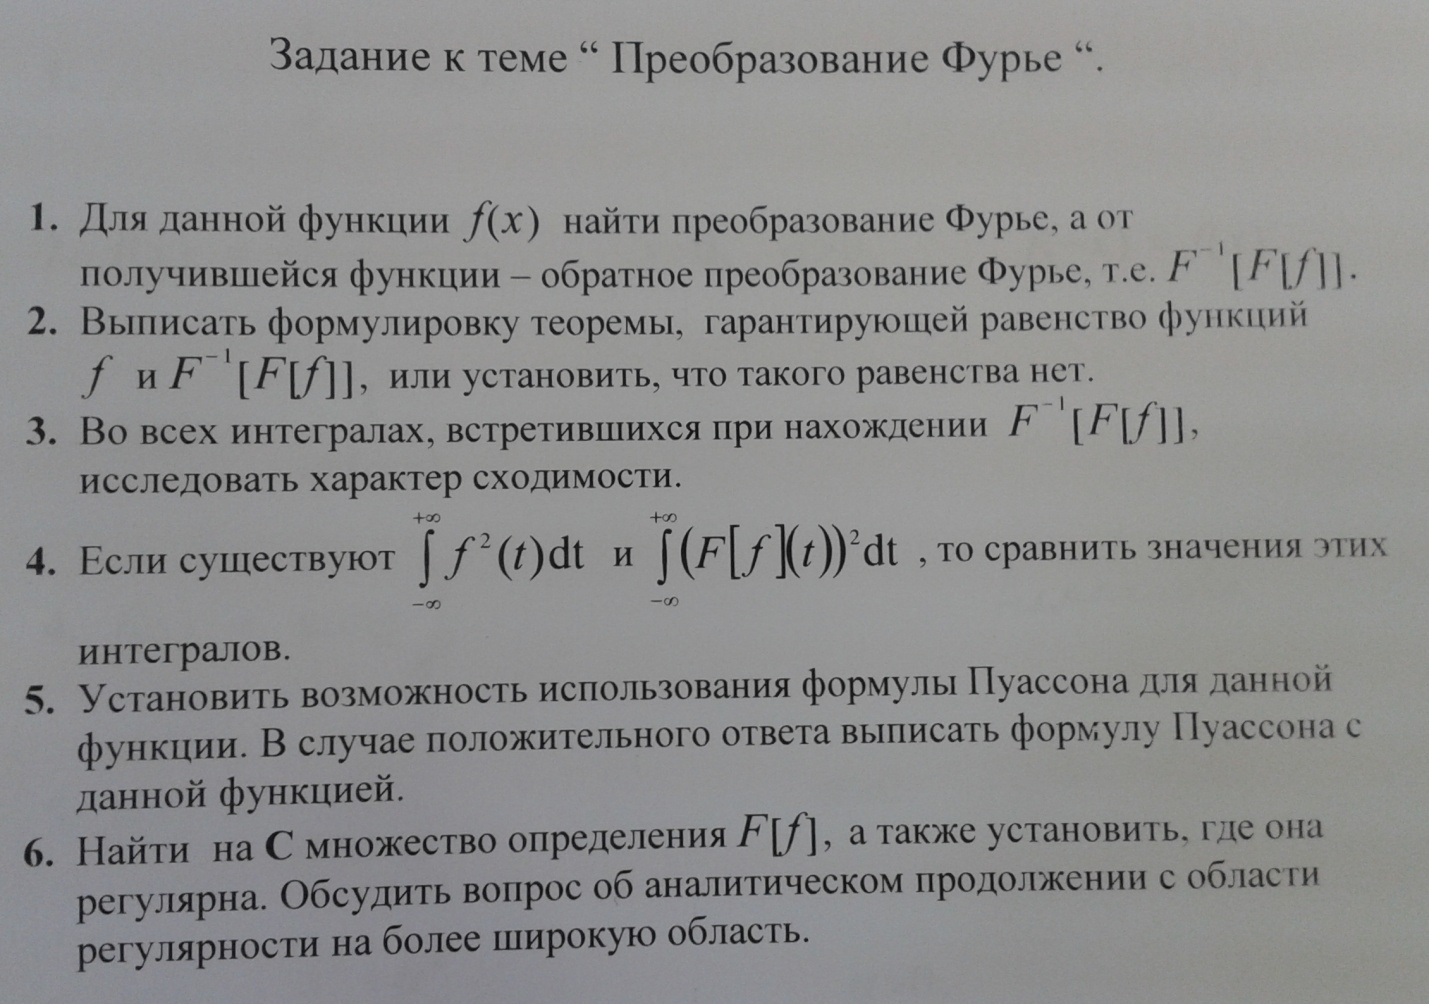 Задание к теме “ Преобразование Фурье “.
1. Для данной функции f(x) найти преобразование Фурье, а от
получившейся функции – обратное преобразование Фурье, т.е. F⁻¹[F[f]].
2. Выписать формулировку теоремы, гарантирующей равенство функций
f и F⁻¹[F[f]], или установить, что такого равенства нет.
3. Во всех интегралах, встретившихся при нахождении F⁻¹[F[f]],
исследовать характер сходимости.
4. Если существуют ∫_{-∞}^{+∞} f²(t)dt и ∫_{-∞}^{+∞} (F[f](t))²dt , то сравнить значения этих
интегралов.
5. Установить возможность использования формулы Пуассона для данной
функции. В случае положительного ответа выписать формулу Пуассона с
данной функцией.
6. Найти на C множество определения F[f], а также установить, где она
регулярна. Обсудить вопрос об аналитическом продолжении с области
регулярности на более широкую область.